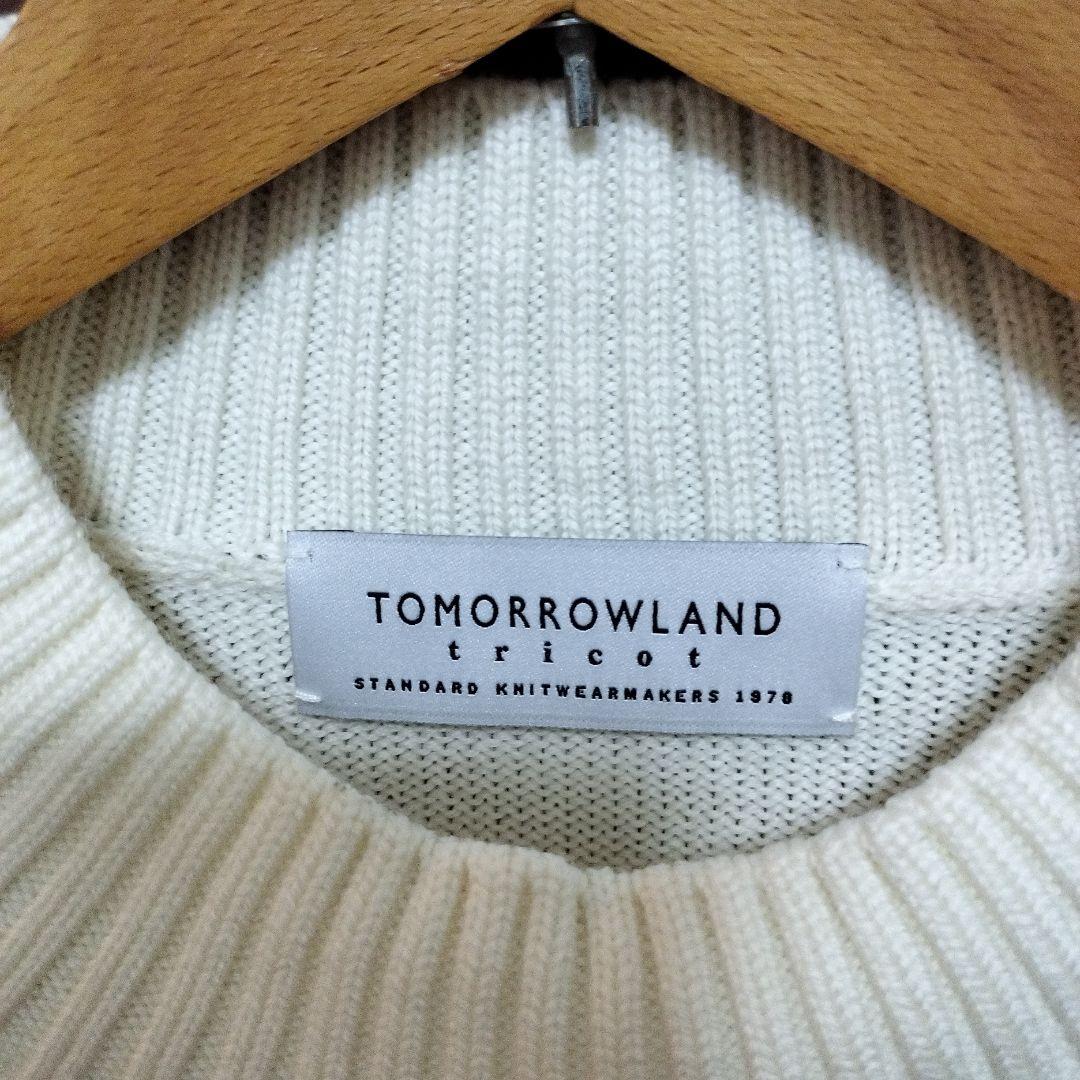 TOMORROWLAND
tricot
STANDARD KNITWEARMAKERS 1978